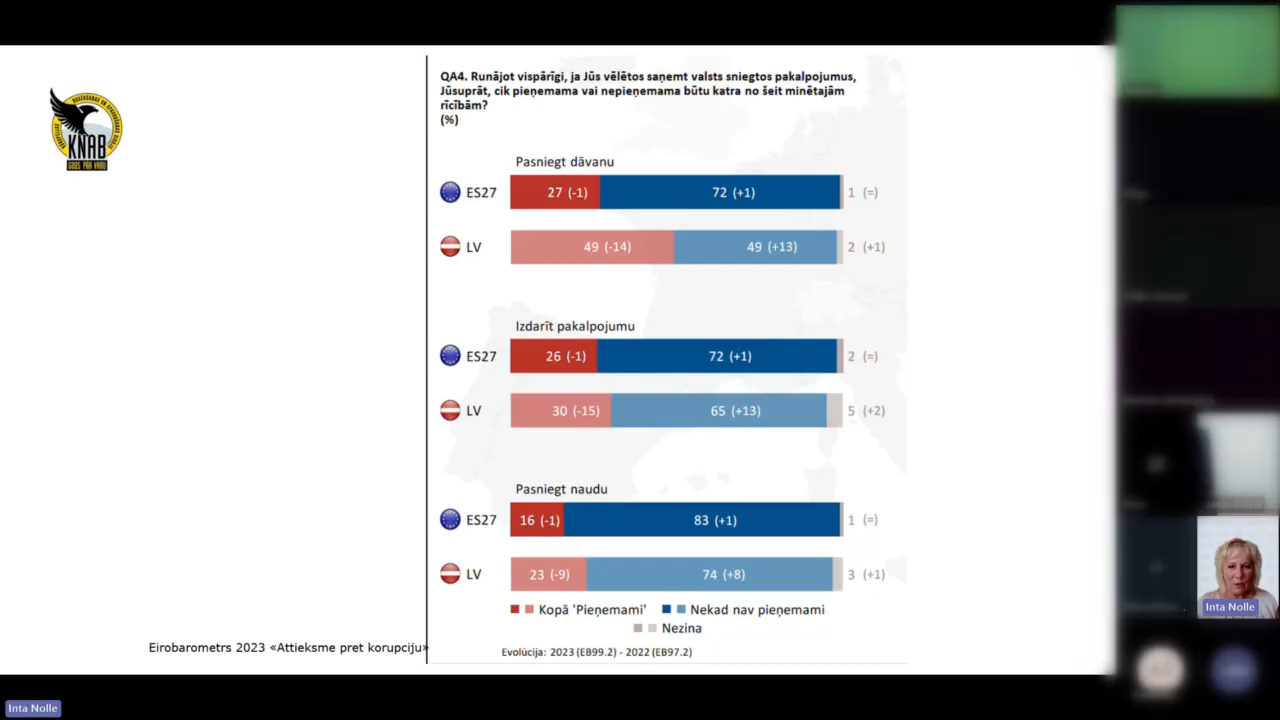 KNAB
GODS PĀR VARU
QA4. Runājot vispārīgi, ja Jūs vēlētos saņemt valsts sniegtos pakalpojumus,
Jūsuprāt, cik pieņemama vai nepieņemama būtu katra no šeit minētajām
rīcībām?
(%)
Pasniegt dāvanu
ES27 27 (-1) 72 (+1) 1 (=)
LV 49 (-14) 49 (+13) 2 (+1)
Izdarīt pakalpojumu
ES27 26 (-1) 72 (+1) 2 (=)
LV 30 (-15) 65 (+13) 5 (+2)
Pasniegt naudu
ES27 16 (-1) 83 (+1) 1 (=)
LV 23 (-9) 74 (+8) 3 (+1)
Kopā 'Pieņemami' Nekad nav pieņemami
Nezina
Evolūcija: 2023 (EB99.2) - 2022 (EB97.2)
Eirobarometrs 2023 «Attieksme pret korupciju»
Inta Nolle
Inta Nolle